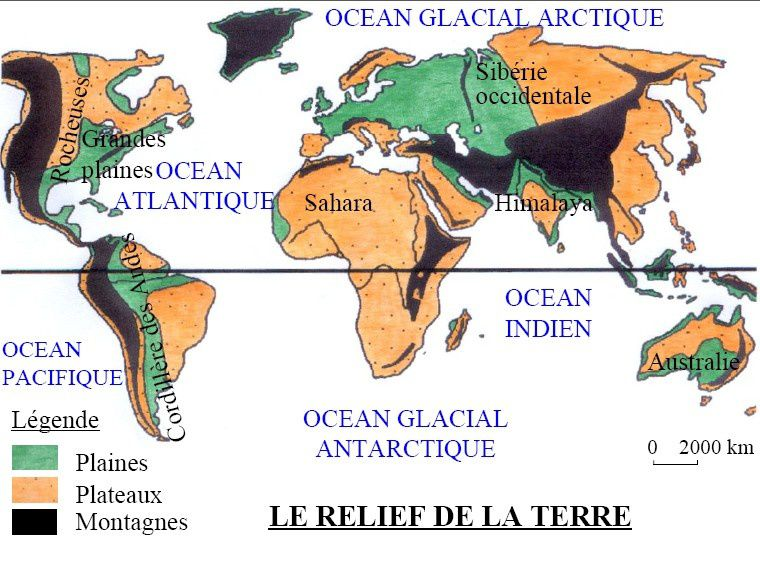 OCEAN GLACIAL ARCTIQUE
Rocheuses
Grandes
plaines
Sibérie
occidentale
OCEAN
ATLANTIQUE
Sahara
Himalaya
Cordillère des Andes
OCEAN
INDIEN
OCEAN
PACIFIQUE
Australie
OCEAN GLACIAL
ANTARCTIQUE
Légende
Plaines
Plateaux
Montagnes
0 2000 km
LE RELIEF DE LA TERRE